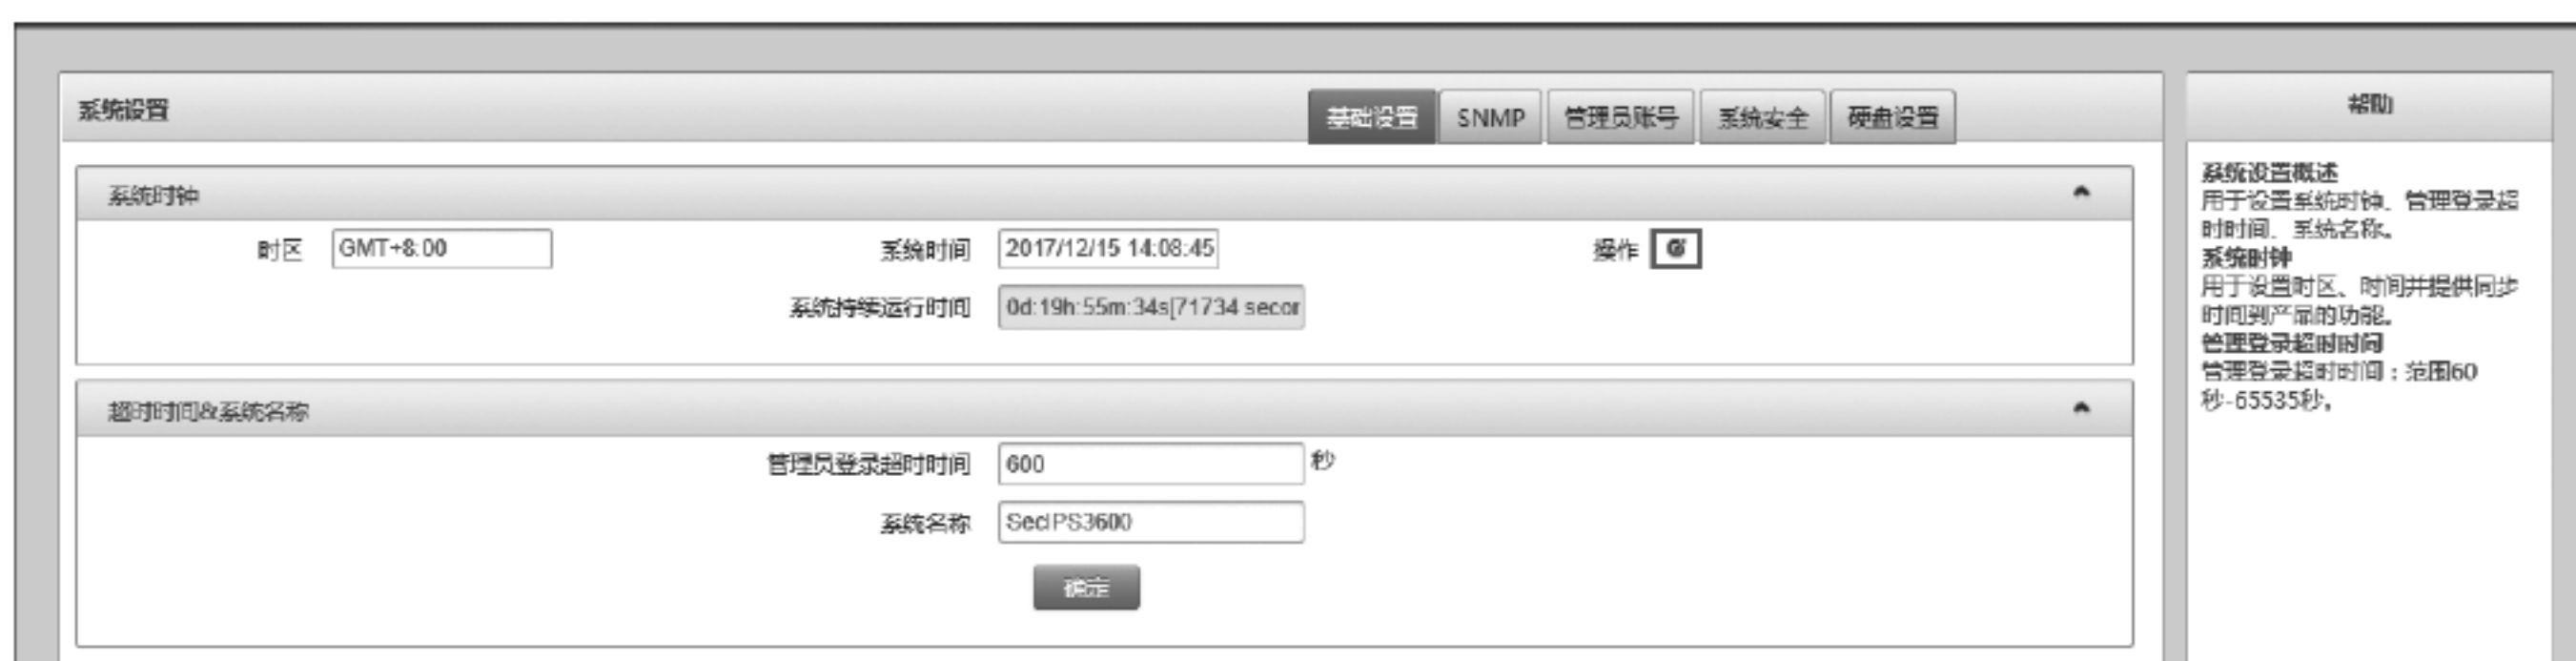 系统设置
基础设置 SNMP 管理员账号 系统安全 硬盘设置
系统时钟
时区 GMT+8:00 系统时间 2017/12/15 14:08:45 操作
系统持续运行时间 0d:19h:55m:34s[71734 secor
超时时间&系统名称
管理员登录超时时间 600 秒
系统名称 SecIPS3600
确定
帮助
系统设置概述
用于设置系统时钟、管理登录超
时时间、系统名称。
系统时钟
用于设置时区、时间并提供同步
时间到产品的功能。
管理登录超时时间
管理登录超时时间：范围60
秒-65535秒。